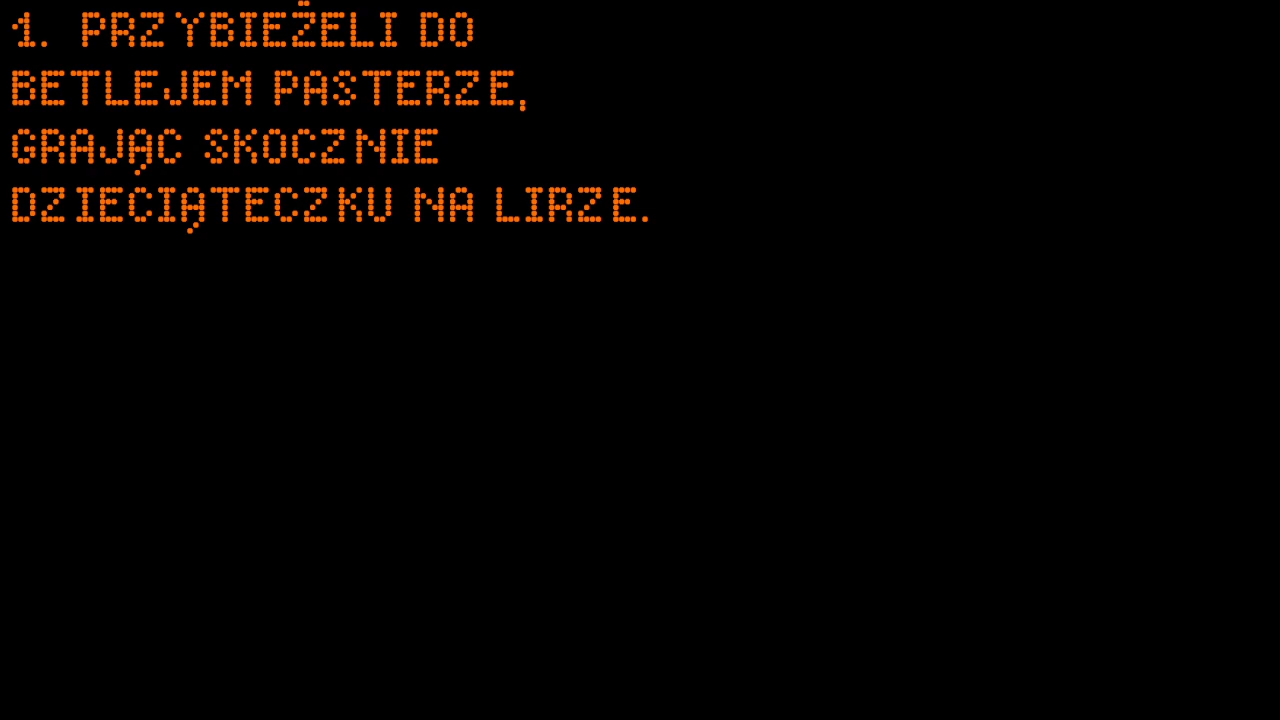 1. PRZYBIEŻELI DO
BETLEJEM PASTERZE,
GRAJĄC SKOCZNIE
DZIECIĄTECZKU NA LIRZE.